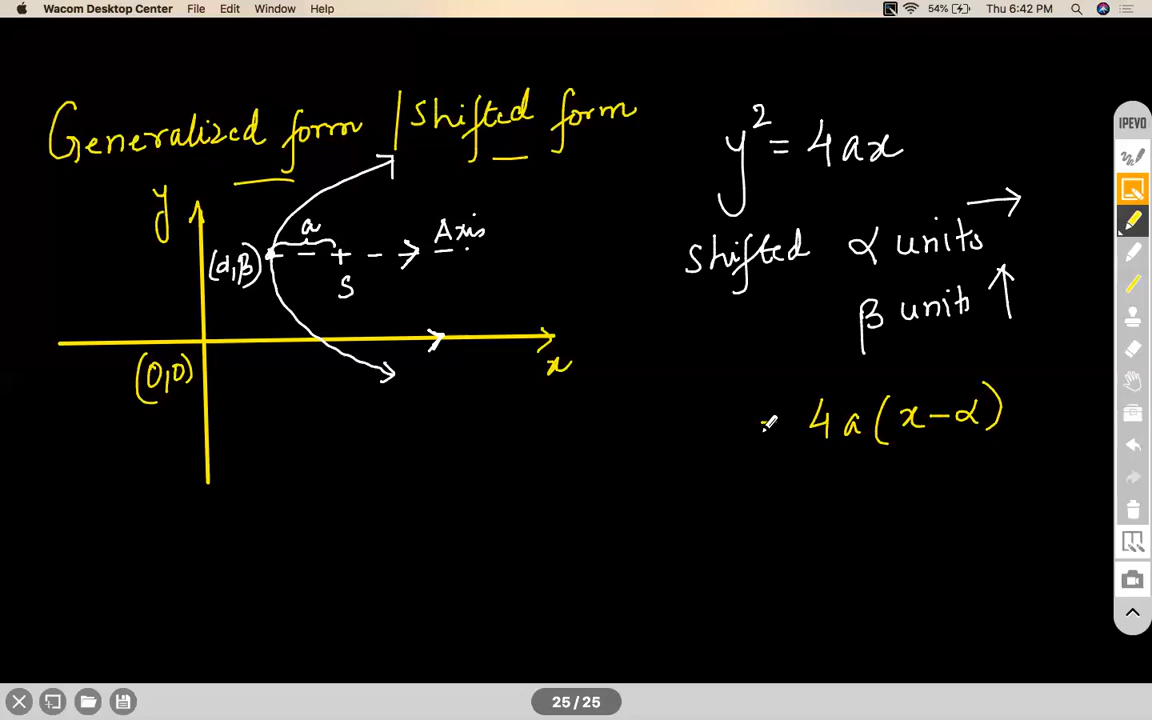 Wacom Desktop Center File Edit Window Help 54% Thu 6:42 PM
Generalized form | Shifted form
y² = 4ax
y
a
Axis
(α,β)
S
shifted α units →
β units ↑
x
(0,0)
4a(x-α)
IPEVO
25/25